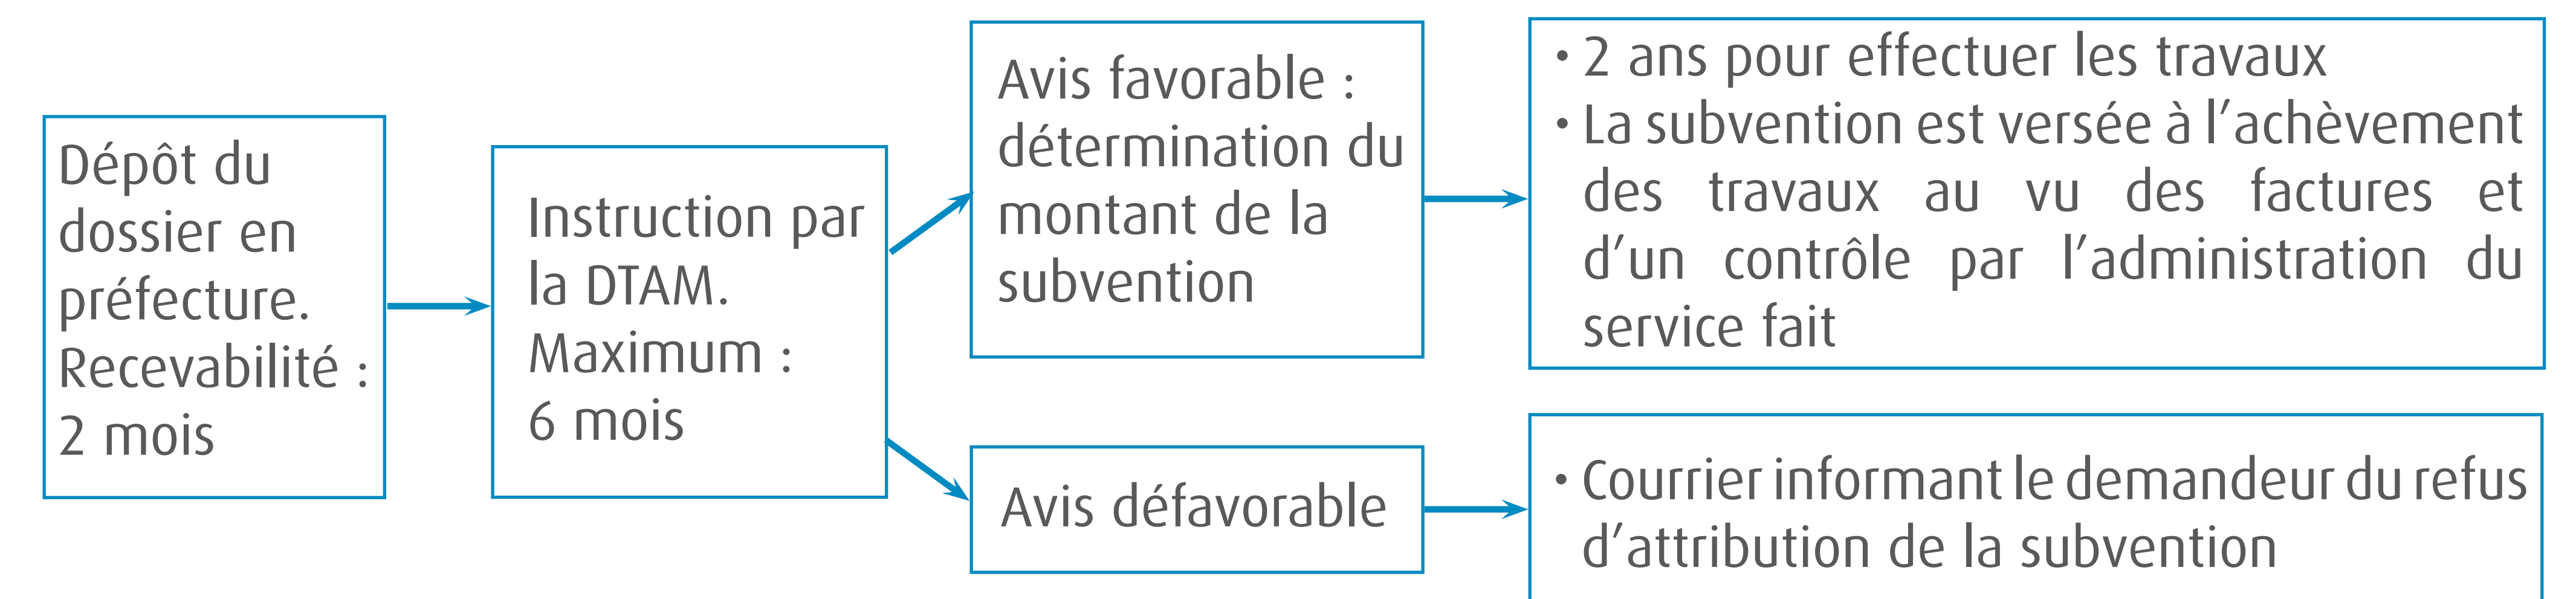 Dépôt du
dossier en
préfecture.
Recevabilité :
2 mois
Instruction par
la DTAM.
Maximum :
6 mois
Avis favorable :
détermination du
montant de la
subvention
• 2 ans pour effectuer les travaux
• La subvention est versée à l’achèvement
des travaux au vu des factures et
d’un contrôle par l’administration du
service fait
Avis défavorable
• Courrier informant le demandeur du refus
d’attribution de la subvention